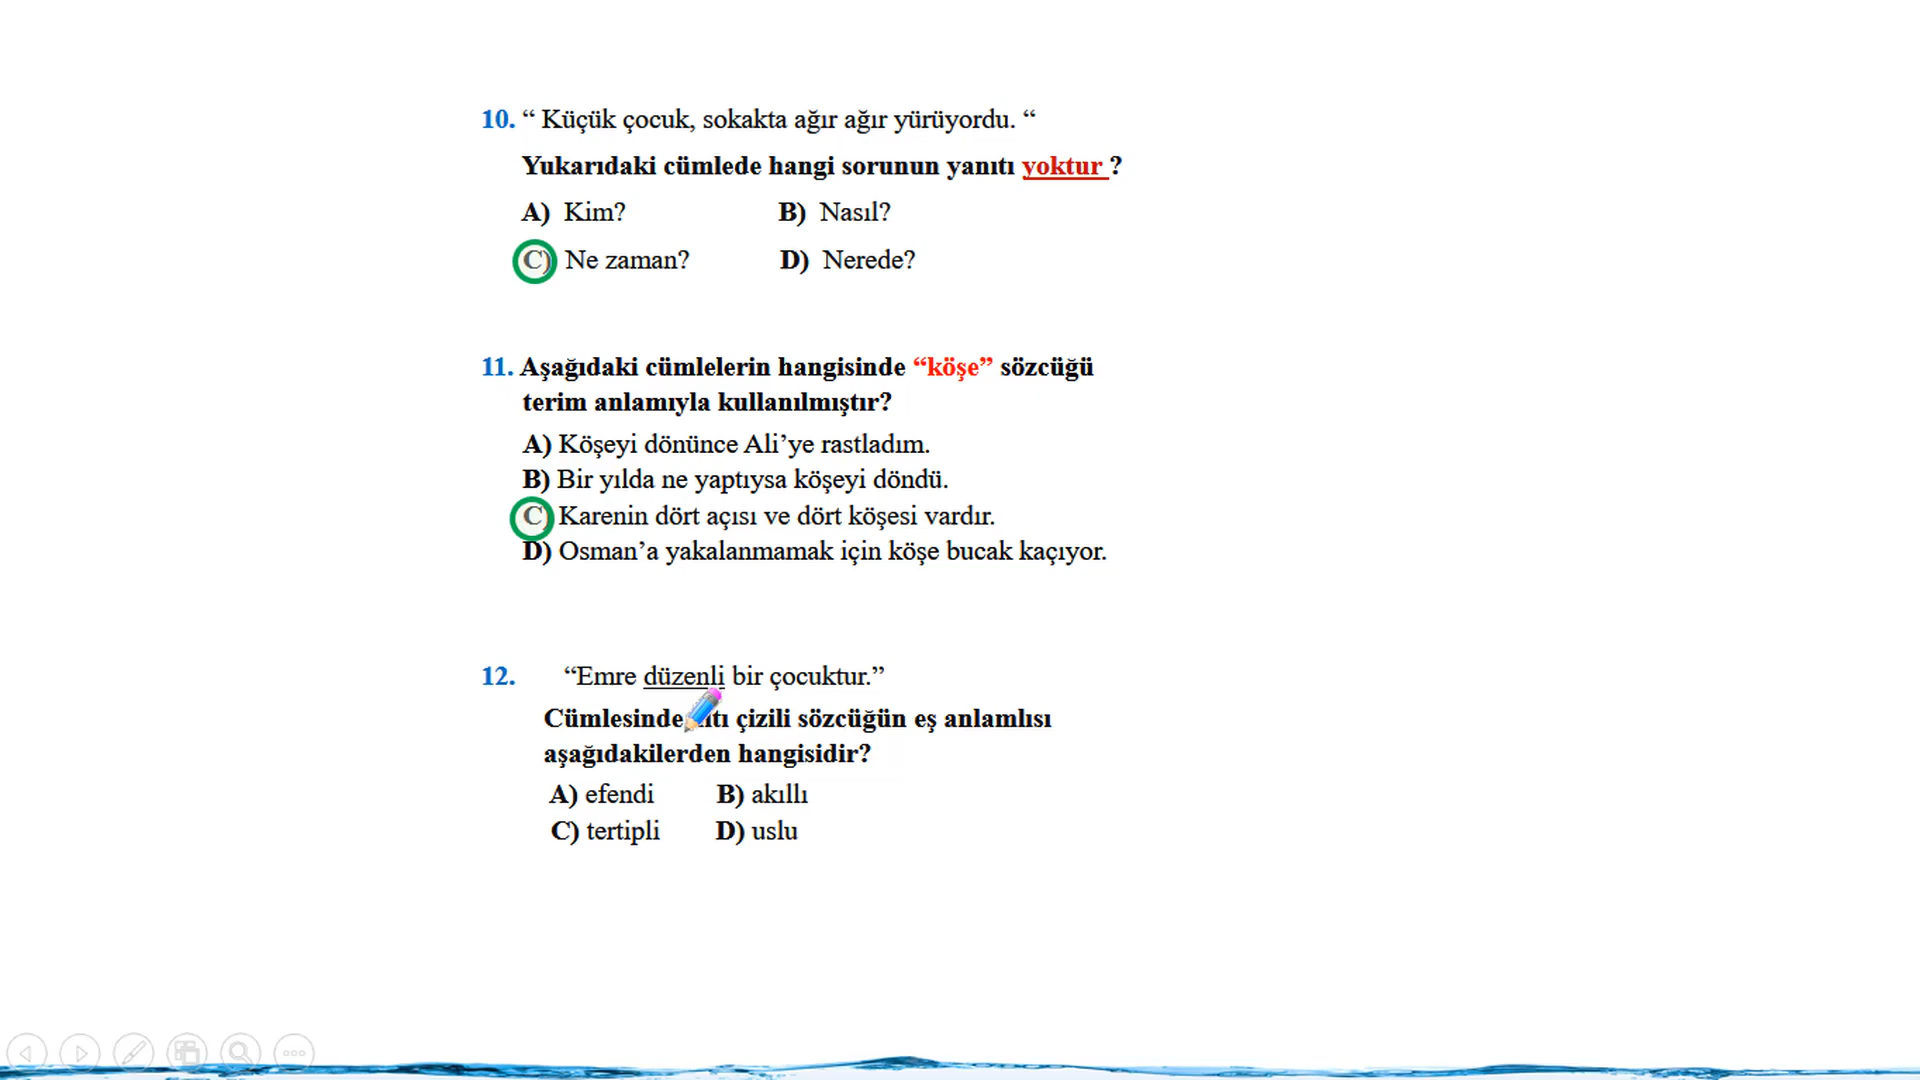 10. “ Küçük çocuk, sokakta ağır ağır yürüyordu. “
Yukarıdaki cümlede hangi sorunun yanıtı yoktur ?
A) Kim? B) Nasıl?
C) Ne zaman? D) Nerede?
11. Aşağıdaki cümlelerin hangisinde “köşe” sözcüğü
terim anlamıyla kullanılmıştır?
A) Köşeyi dönünce Ali’ye rastladım.
B) Bir yılda ne yaptıysa köşeyi döndü.
C) Karenin dört açısı ve dört köşesi vardır.
D) Osman’a yakalanmamak için köşe bucak kaçıyor.
12. “Emre düzenli bir çocuktur.”
Cümlesinde altı çizili sözcüğün eş anlamlısı
aşağıdakilerden hangisidir?
A) efendi B) akıllı
C) tertipli D) uslu